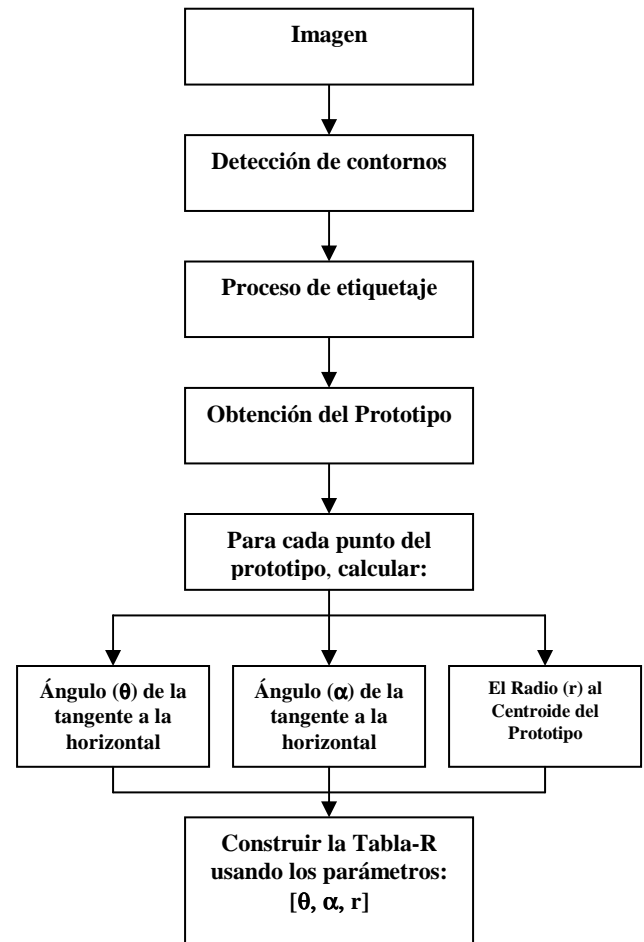 Imagen
Detección de contornos
Proceso de etiquetaje
Obtención del Prototipo
Para cada punto del
prototipo, calcular:
Ángulo (θ) de la
tangente a la
horizontal
Ángulo (α) de la
tangente a la
horizontal
El Radio (r) al
Centroide del
Prototipo
Construir la Tabla-R
usando los parámetros:
[θ, α, r]